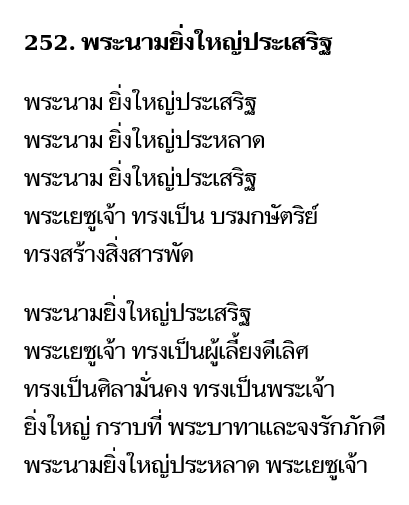 252. พระนามยิ่งใหญ่ประเสริฐ
พระนาม ยิ่งใหญ่ประเสริฐ
พระนาม ยิ่งใหญ่ประหลาด
พระนาม ยิ่งใหญ่ประเสริฐ
พระเยซูเจ้า ทรงเป็น บรมกษัตริย์
ทรงสร้างสิ่งสารพัด
พระนามยิ่งใหญ่ประเสริฐ
พระเยซูเจ้า ทรงเป็นผู้เลี้ยงดีเลิศ
ทรงเป็นศิลามั่นคง ทรงเป็นพระเจ้า
ยิ่งใหญ่ กราบที่ พระบาทาและจงรักภักดี
พระนามยิ่งใหญ่ประหลาด พระเยซูเจ้า